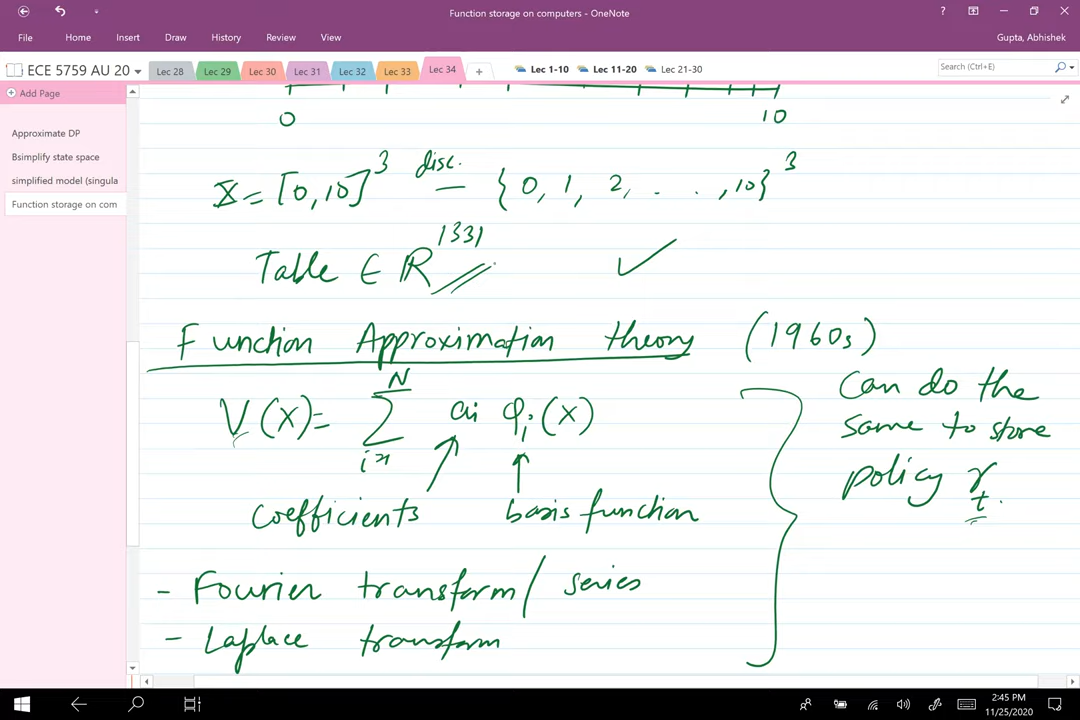 Function storage on computers - OneNote
?
Gupta, Abhishek
File Home Insert Draw History Review View
ECE 5759 AU 20
Lec 28 Lec 29 Lec 30 Lec 31 Lec 32 Lec 33 Lec 34 + Lec 1-10 Lec 11-20 Lec 21-30
Search (Ctrl+E)
Add Page
Approximate DP
Bsimplify state space
simplified model (singula
Function storage on com
0 10
X = [0,10]^3 disc. — {0, 1, 2, . . . , 10}^3
Table ∈ ℝ^1331 ✓
Function Approximation theory (1960s)
V(x) = ∑_{i=1}^{N} a_i φ_i(x)
coefficients basis function
- Fourier transform / series
- Laplace transform
Can do the
same to store
policy γ_t.
2:45 PM
11/25/2020